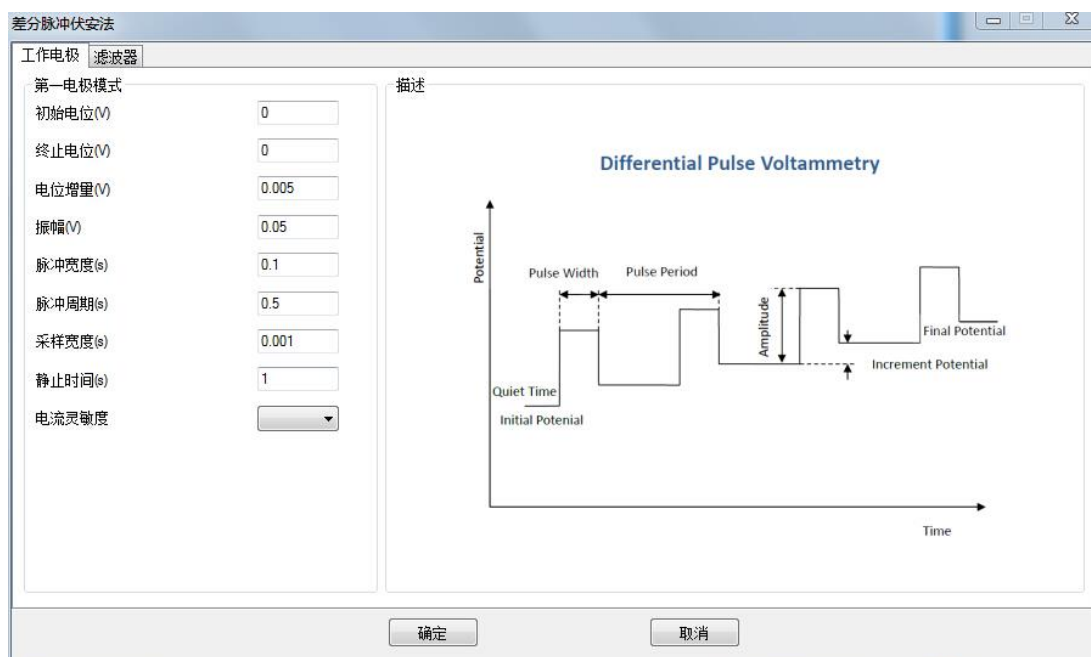 差分脉冲伏安法
工作电极 滤波器
第一电极模式
初始电位(V) 0
终止电位(V) 0
电位增量(V) 0.005
振幅(V) 0.05
脉冲宽度(s) 0.1
脉冲周期(s) 0.5
采样宽度(s) 0.001
静止时间(s) 1
电流灵敏度
描述
Differential Pulse Voltammetry
Potential
Pulse Width Pulse Period
Amplitude
Final Potential
Increment Potential
Quiet Time
Initial Potenial
Time
确定 取消